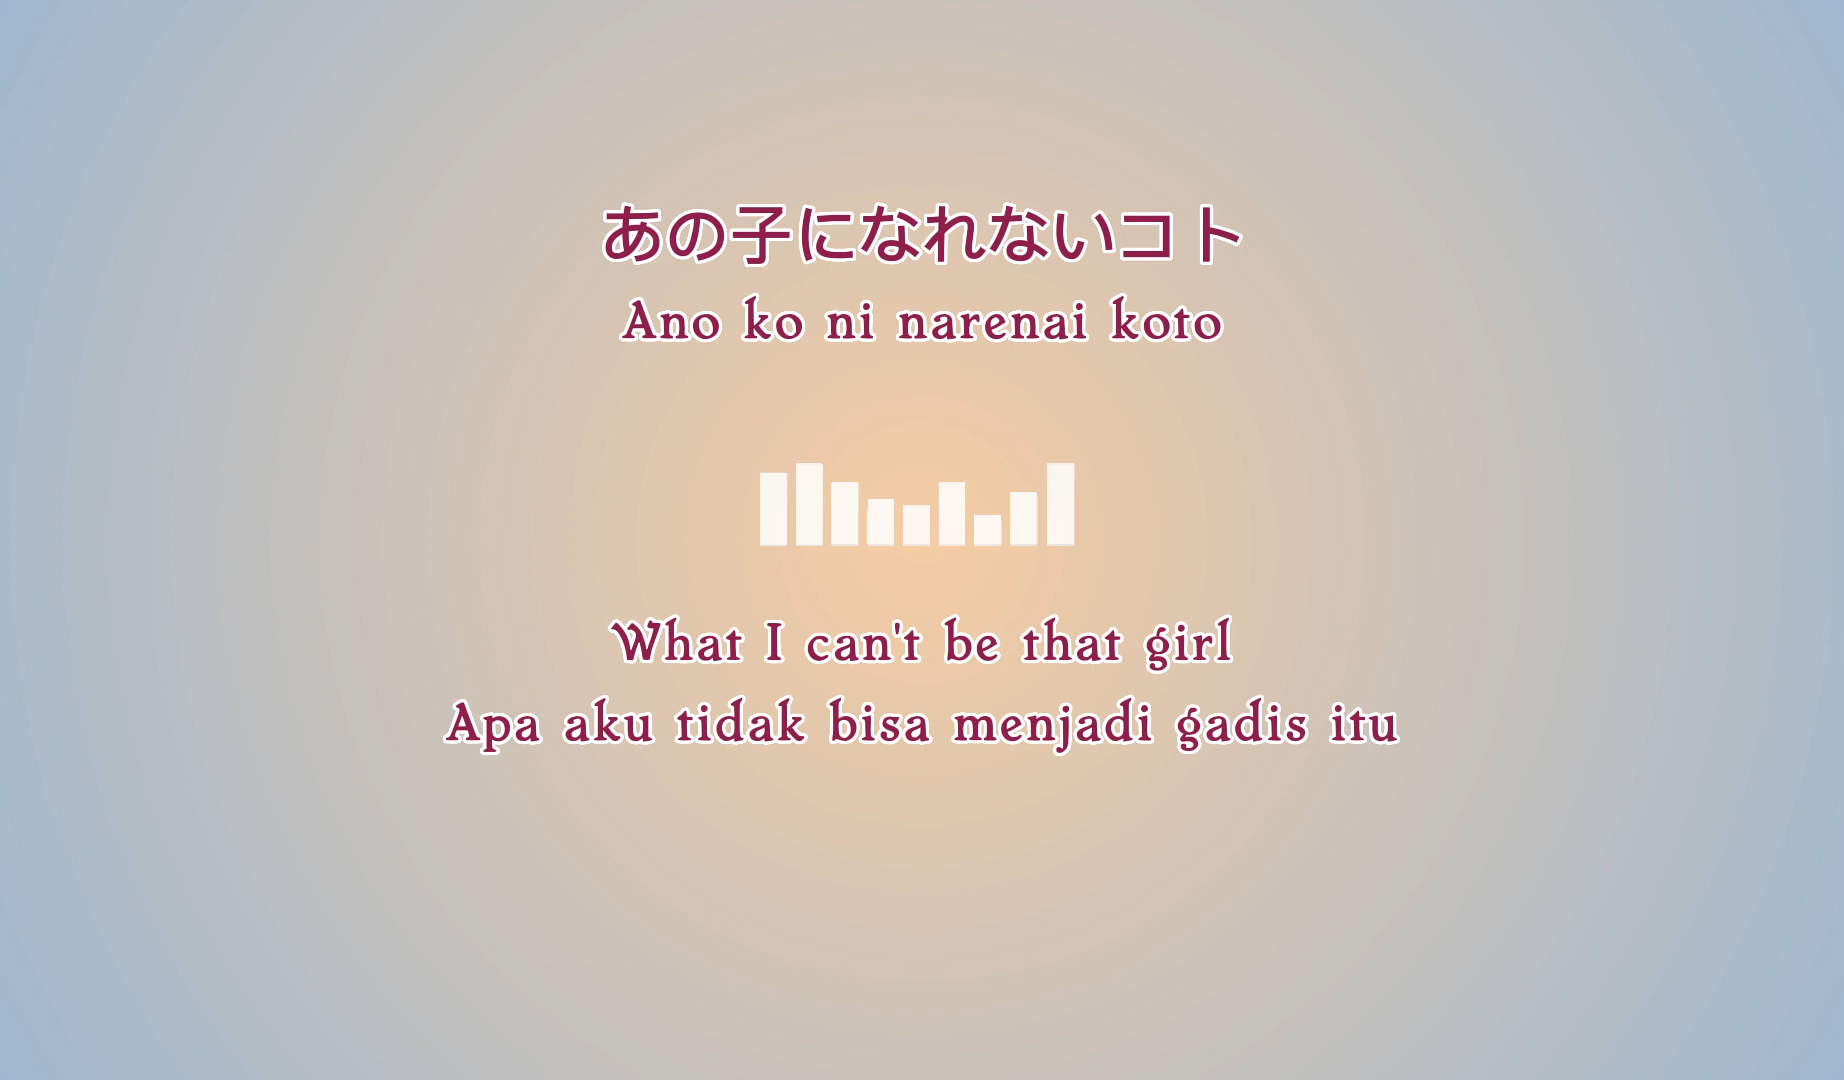 あの子になれないコト
Ano ko ni narenai koto
What I can't be that girl
Apa aku tidak bisa menjadi gadis itu